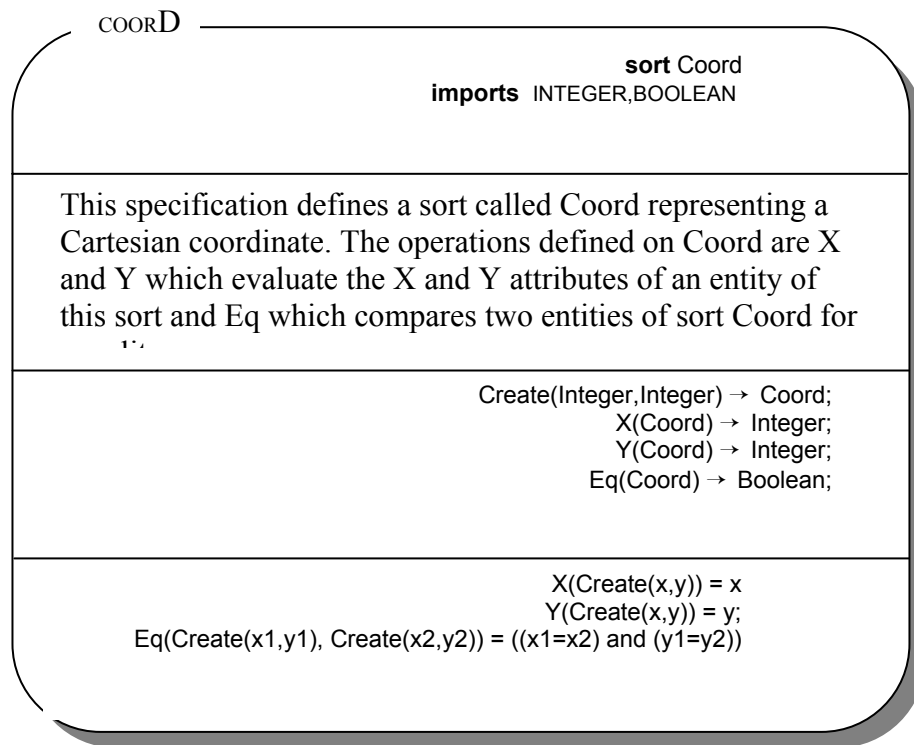 COORD
sort Coord
imports INTEGER,BOOLEAN
This specification defines a sort called Coord representing a
Cartesian coordinate. The operations defined on Coord are X
and Y which evaluate the X and Y attributes of an entity of
this sort and Eq which compares two entities of sort Coord for
Create(Integer,Integer) → Coord;
X(Coord) → Integer;
Y(Coord) → Integer;
Eq(Coord) → Boolean;
X(Create(x,y)) = x
Y(Create(x,y)) = y;
Eq(Create(x1,y1), Create(x2,y2)) = ((x1=x2) and (y1=y2))